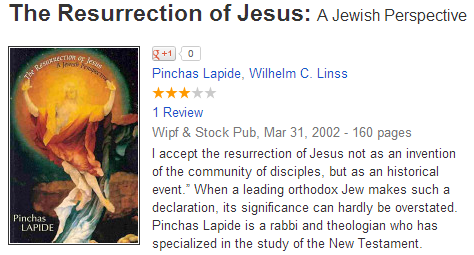 The Resurrection of Jesus: A Jewish Perspective
The Resurrection of Jesus
A Jewish Perspective
Pinchas
LAPIDE
g +1 0
Pinchas Lapide, Wilhelm C. Linss
1 Review
Wipf & Stock Pub, Mar 31, 2002 - 160 pages
I accept the resurrection of Jesus not as an invention
of the community of disciples, but as an historical
event.” When a leading orthodox Jew makes such a
declaration, its significance can hardly be overstated.
Pinchas Lapide is a rabbi and theologian who has
specialized in the study of the New Testament.